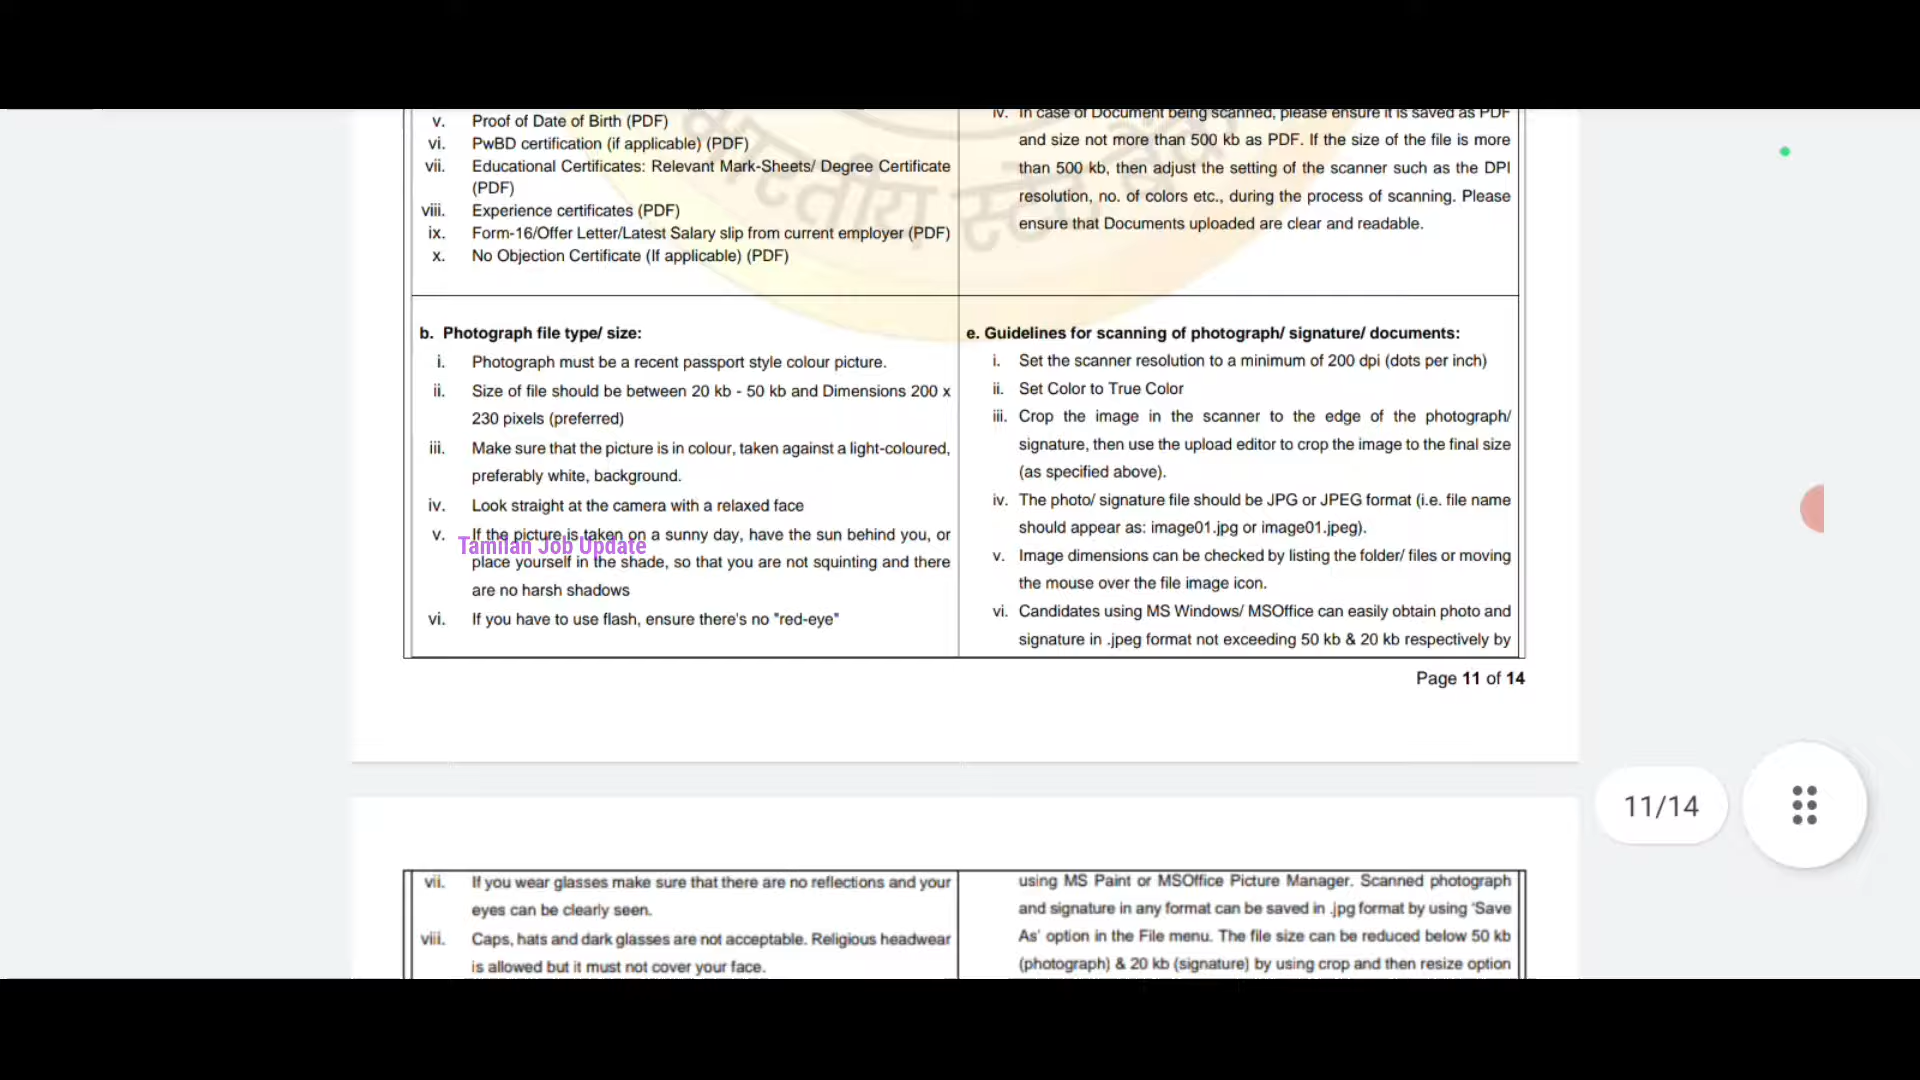 v. Proof of Date of Birth (PDF)
vi. PwBD certification (if applicable) (PDF)
vii. Educational Certificates: Relevant Mark-Sheets/ Degree Certificate
(PDF)
viii. Experience certificates (PDF)
ix. Form-16/Offer Letter/Latest Salary slip from current employer (PDF)
x. No Objection Certificate (If applicable) (PDF)
iv. In case of Document being scanned, please ensure it is saved as PDF
and size not more than 500 kb as PDF. If the size of the file is more
than 500 kb, then adjust the setting of the scanner such as the DPI
resolution, no. of colors etc., during the process of scanning. Please
ensure that Documents uploaded are clear and readable.
भारतीय स्टेट बैंक
b. Photograph file type/ size:
i. Photograph must be a recent passport style colour picture.
ii. Size of file should be between 20 kb - 50 kb and Dimensions 200 x
230 pixels (preferred)
iii. Make sure that the picture is in colour, taken against a light-coloured,
preferably white, background.
iv. Look straight at the camera with a relaxed face
v. If the picture is taken on a sunny day, have the sun behind you, or
Tamilan Job Update
place yourself in the shade, so that you are not squinting and there
are no harsh shadows
vi. If you have to use flash, ensure there's no "red-eye"
e. Guidelines for scanning of photograph/ signature/ documents:
i. Set the scanner resolution to a minimum of 200 dpi (dots per inch)
ii. Set Color to True Color
iii. Crop the image in the scanner to the edge of the photograph/
signature, then use the upload editor to crop the image to the final size
(as specified above).
iv. The photo/ signature file should be JPG or JPEG format (i.e. file name
should appear as: image01.jpg or image01.jpeg).
v. Image dimensions can be checked by listing the folder/ files or moving
the mouse over the file image icon.
vi. Candidates using MS Windows/ MSOffice can easily obtain photo and
signature in .jpeg format not exceeding 50 kb & 20 kb respectively by
Page 11 of 14
11/14
vii. If you wear glasses make sure that there are no reflections and your
eyes can be clearly seen.
viii. Caps, hats and dark glasses are not acceptable. Religious headwear
is allowed but it must not cover your face.
using MS Paint or MSOffice Picture Manager. Scanned photograph
and signature in any format can be saved in .jpg format by using 'Save
As' option in the File menu. The file size can be reduced below 50 kb
(photograph) & 20 kb (signature) by using crop and then resize option